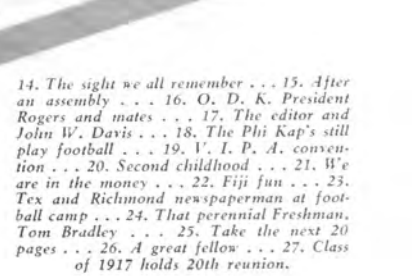 14. The sight we all remember . . . 15. After
an assembly . . . 16. O. D. K. President
Rogers and mates . . . 17. The editor and
John W. Davis . . . 18. The Phi Kap's still
play football . . . 19. V. I. P. A. conven-
tion . . . 20. Second childhood . . . 21. We
are in the money . . . 22. Fiji fun . . . 23.
Tex and Richmond newspaperman at foot-
ball camp . . . 24. That perennial Freshman,
Tom Bradley . . . 25. Take the next 20
pages . . . 26. A great fellow . . . 27. Class
of 1917 holds 20th reunion.